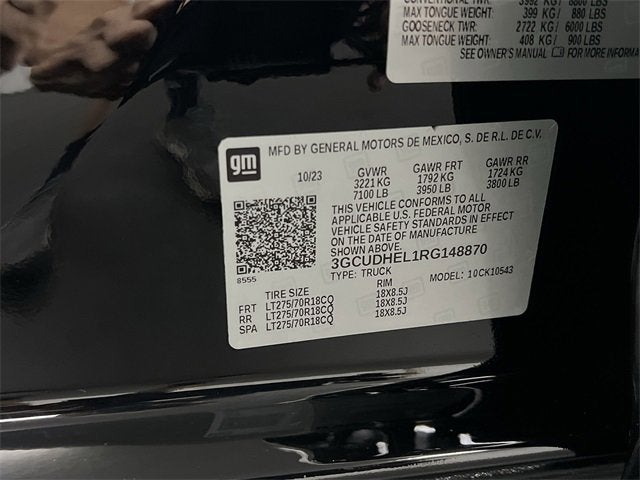 CONVENTIONAL TWR: 3992 KG/ 8800 LBS
MAX TONGUE WEIGHT: 399 KG/ 880 LBS
GOOSENECK TWR: 2722 KG/ 6000 LBS
MAX TONGUE WEIGHT: 408 KG/ 900 LBS
SEE OWNER'S MANUAL FOR MORE
gm
MFD BY GENERAL MOTORS DE MEXICO, S. DE R.L. DE C.V.
10/23 GVWR GAWR FRT GAWR RR
3221 KG 1792 KG 1724 KG
7100 LB 3950 LB 3800 LB
THIS VEHICLE CONFORMS TO ALL
APPLICABLE U.S. FEDERAL MOTOR
VEHICLE SAFETY STANDARDS IN EFFECT
ON THE DATE OF MANUFACTURE
SHOWN ABOVE.
3GCUDHEL1RG148870
8555
TYPE: TRUCK MODEL: 10CK10543
TIRE SIZE RIM
FRT LT275/70R18CQ 18X8.5J
RR LT275/70R18CQ 18X8.5J
SPA LT275/70R18CQ 18X8.5J